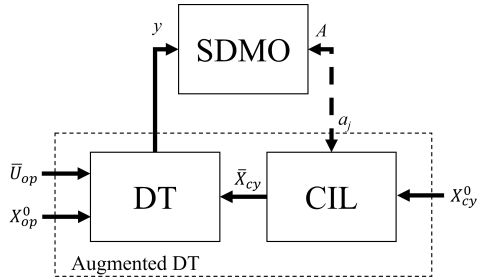 y
SDMO
A
a_j
Ū_op
X̄_cy
DT
CIL
X⁰_cy
X⁰_op
Augmented DT